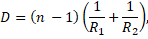 D = (n − 1) (1/R₁ + 1/R₂),